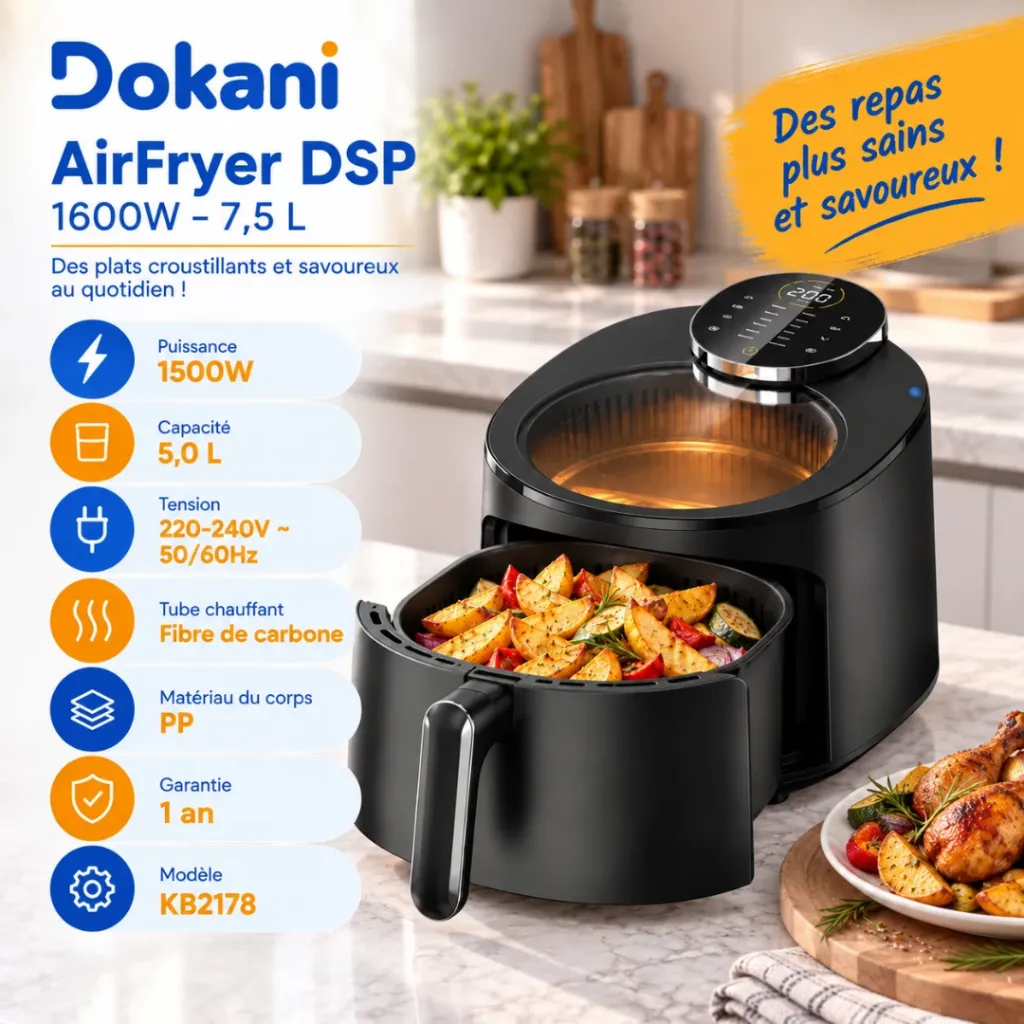 Dokani
AirFryer DSP
1600W – 7,5 L
Des plats croustillants et savoureux
au quotidien !
Des repas
plus sains
et savoureux !
Puissance
1500W
Capacité
5,0 L
Tension
220-240V ~
50/60Hz
Tube chauffant
Fibre de carbone
Matériau du corps
PP
Garantie
1 an
Modèle
KB2178
200